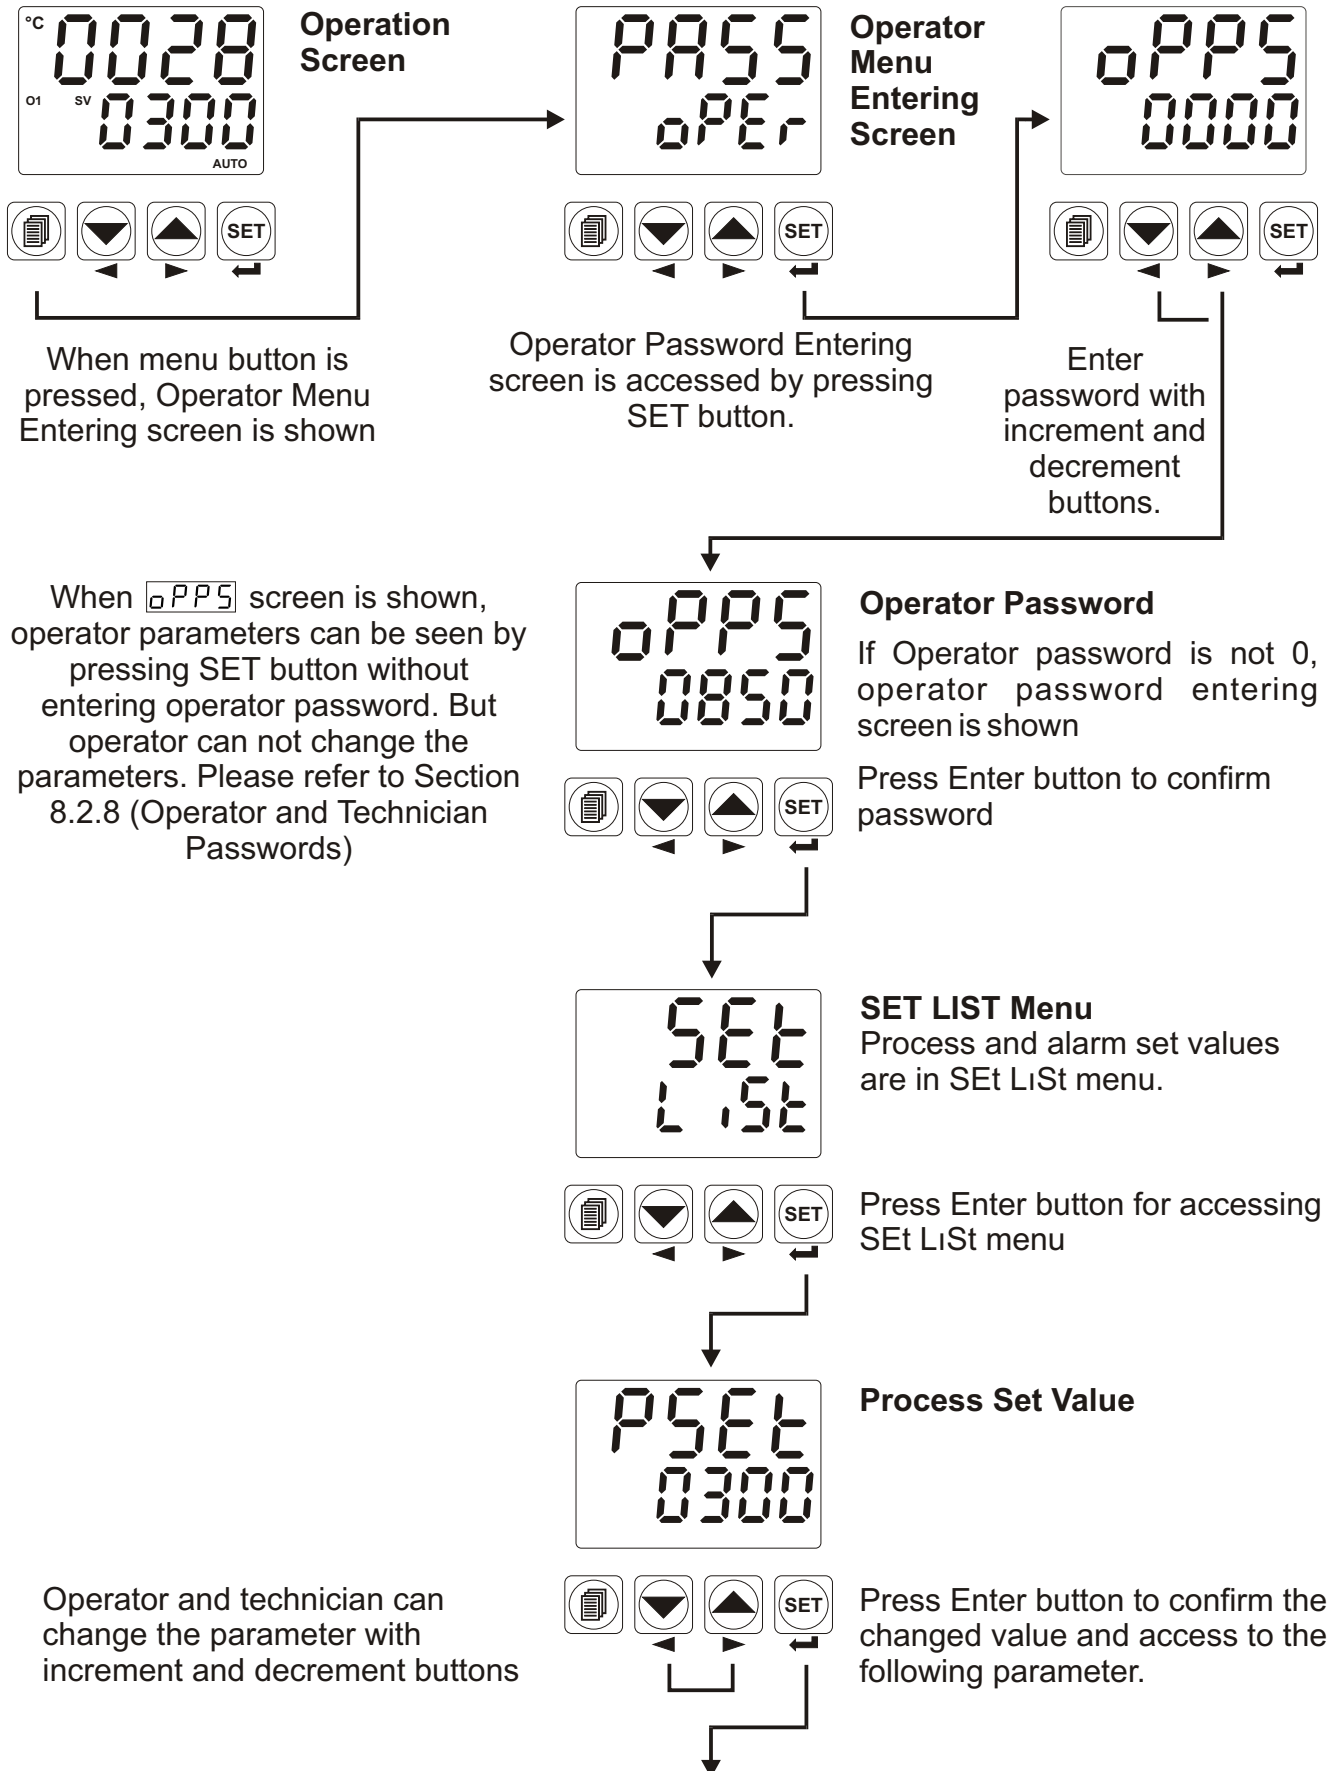 °C
0028
O1 SV 0300
AUTO
Operation
Screen
PASS
oPEr
Operator
Menu
Entering
Screen
oPPS
0000
SET
SET
SET
When menu button is
pressed, Operator Menu
Entering screen is shown
Operator Password Entering
screen is accessed by pressing
SET button.
Enter
password with
increment and
decrement
buttons.
When oPPS screen is shown,
operator parameters can be seen by
pressing SET button without
entering operator password. But
operator can not change the
parameters. Please refer to Section
8.2.8 (Operator and Technician
Passwords)
oPPS
0850
SET
Operator Password
If Operator password is not 0,
operator password entering
screen is shown
Press Enter button to confirm
password
SEt
LiSt
SET
SET LIST Menu
Process and alarm set values
are in SEt LıSt menu.
Press Enter button for accessing
SEt LıSt menu
PSEt
0300
SET
Process Set Value
Operator and technician can
change the parameter with
increment and decrement buttons
Press Enter button to confirm the
changed value and access to the
following parameter.